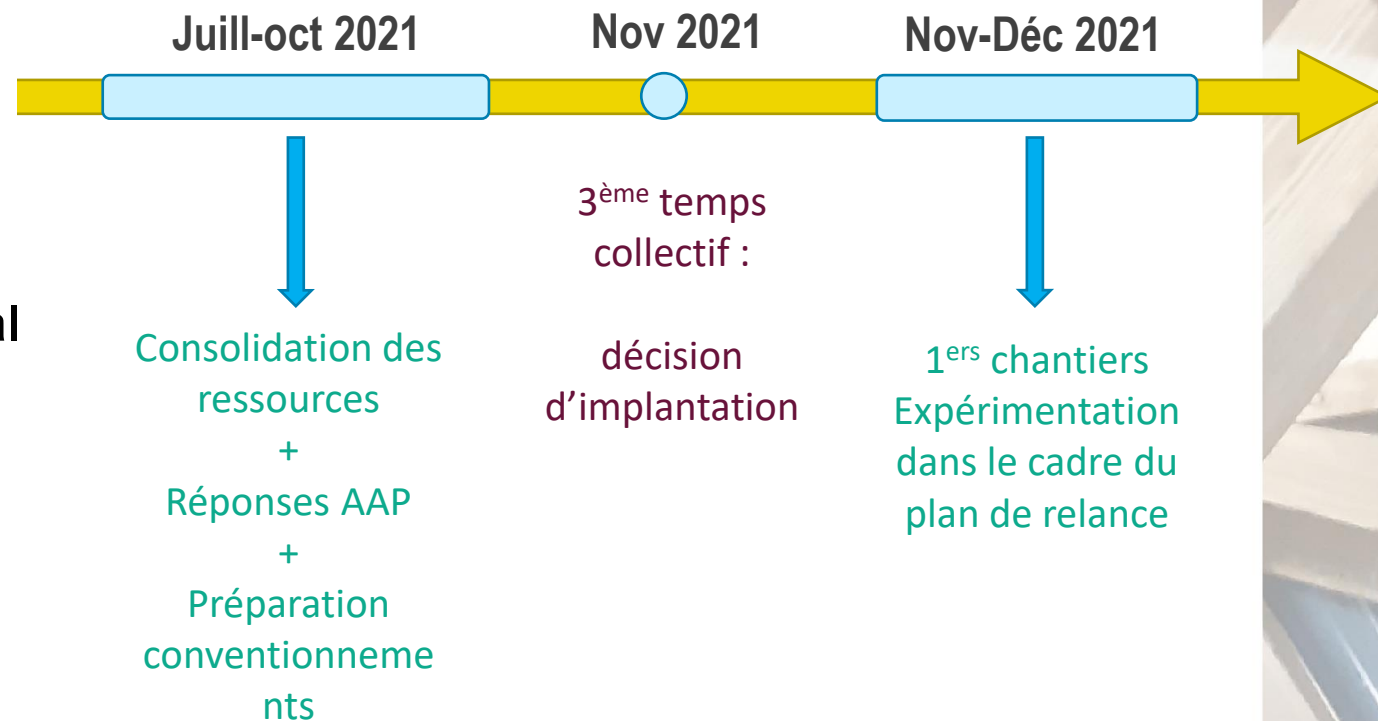 Juill-oct 2021
Nov 2021
Nov-Déc 2021
al
Consolidation des
ressources
+
Réponses AAP
+
Préparation
conventionneme
nts
3ème temps
collectif :
décision
d’implantation
1ers chantiers
Expérimentation
dans le cadre du
plan de relance